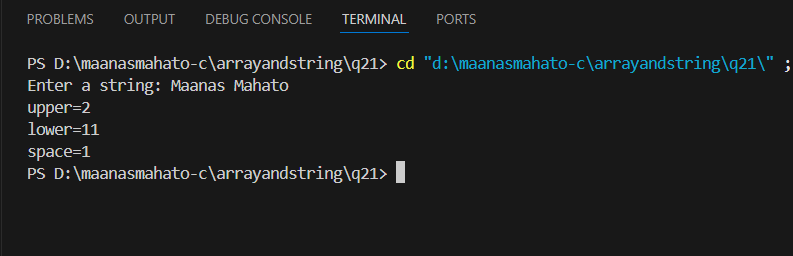 PROBLEMS OUTPUT DEBUG CONSOLE TERMINAL PORTS
PS D:\maanasmahato-c\arrayandstring\q21> cd "d:\maanasmahato-c\arrayandstring\q21\" ;
Enter a string: Maanas Mahato
upper=2
lower=11
space=1
PS D:\maanasmahato-c\arrayandstring\q21>